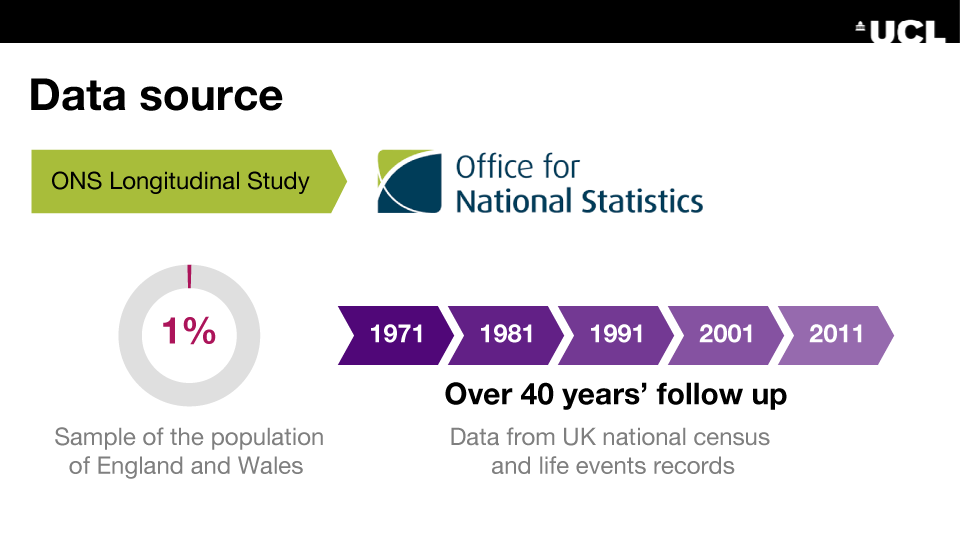 UCL
Data source
ONS Longitudinal Study
Office for
National Statistics
1%
1971
1981
1991
2001
2011
Over 40 years’ follow up
Sample of the population
of England and Wales
Data from UK national census
and life events records